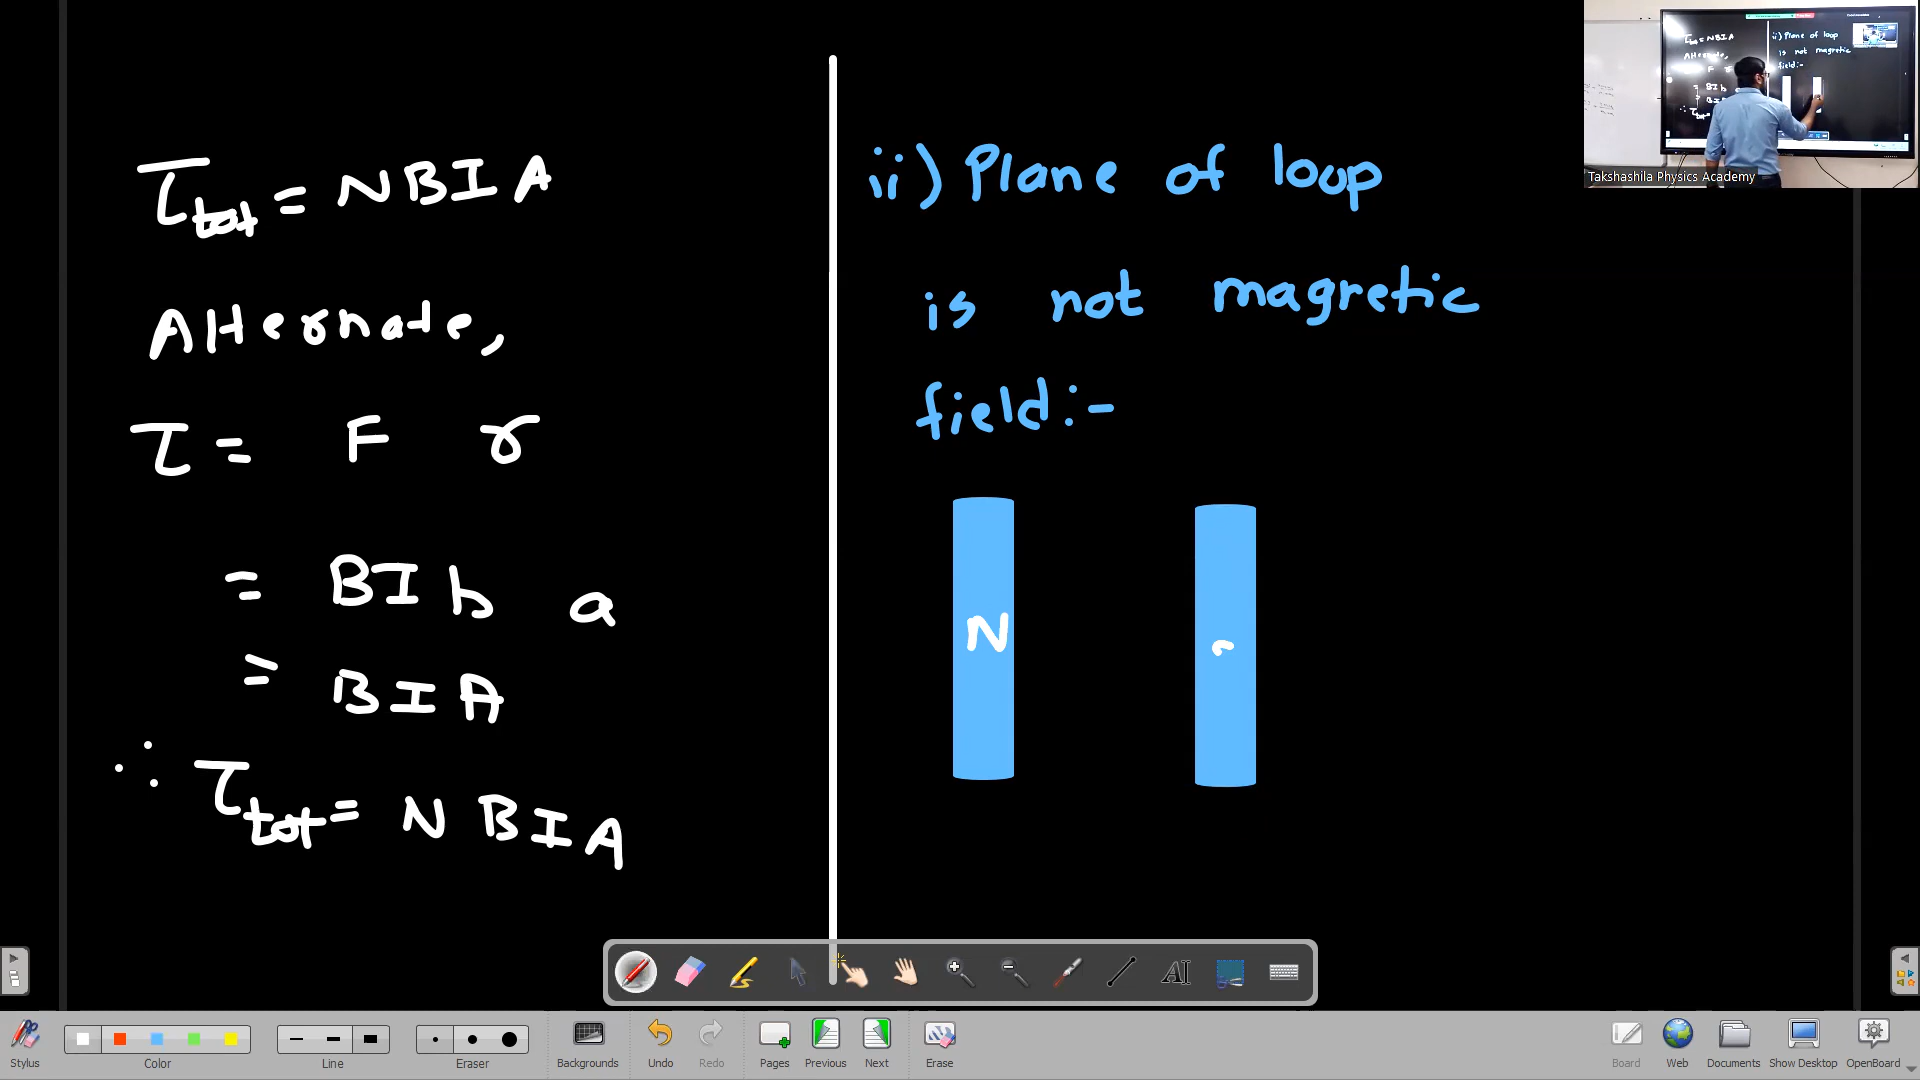 τtot = NBIA
Alternate,
τ = F r
= BIb a
= BIA
∴ τtot = NBIA
ii) Plane of loop
is not magnetic
field:-
N
Takshashila Physics Academy
Stylus
Color
Line
Eraser
Backgrounds
Undo
Redo
Pages
Previous
Next
Erase
Board
Web
Documents
Show Desktop
OpenBoard